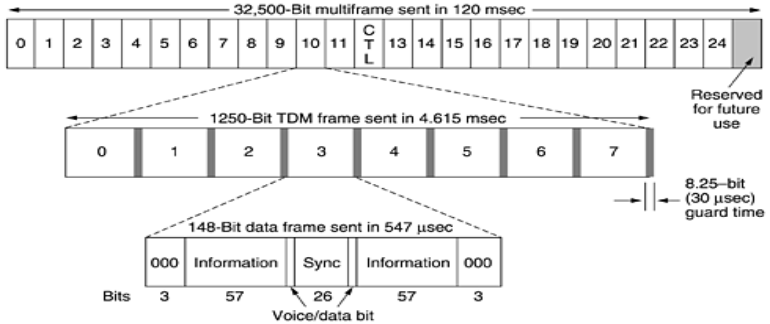 32,500-Bit multiframe sent in 120 msec
0 1 2 3 4 5 6 7 8 9 10 11 C T L 13 14 15 16 17 18 19 20 21 22 23 24
Reserved
for future
use
1250-Bit TDM frame sent in 4.615 msec
0 1 2 3 4 5 6 7
8.25–bit
(30 μsec)
guard time
148-Bit data frame sent in 547 μsec
000 Information Sync Information 000
Bits 3 57 26 57 3
Voice/data bit